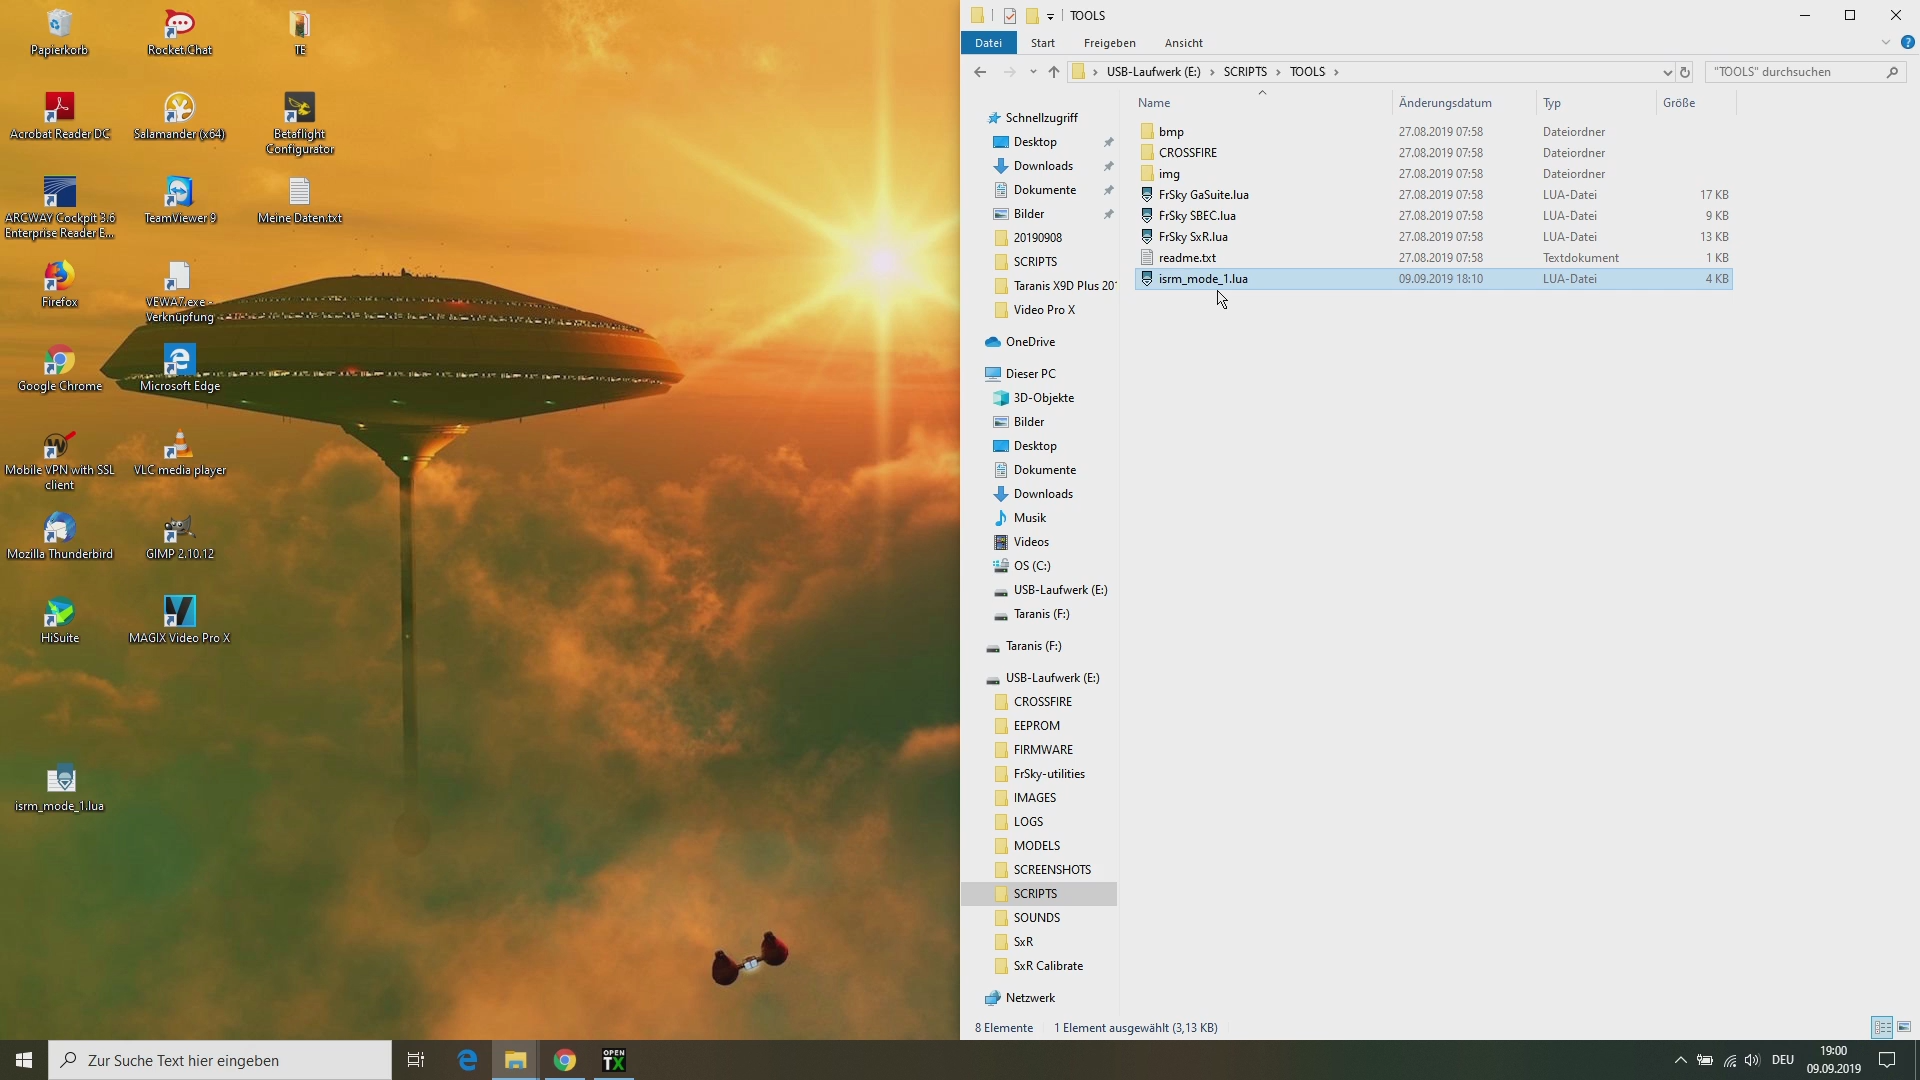 Papierkorb
Rocket.Chat
TE
Acrobat Reader DC
Salamander (x64)
Betaflight
Configurator
ARCWAY Cockpit 3.6
Enterprise Reader E...
TeamViewer 9
Meine Daten.txt
Firefox
VEWA7.exe -
Verknüpfung
Google Chrome
Microsoft Edge
Mobile VPN with SSL
client
VLC media player
Mozilla Thunderbird
GIMP 2.10.12
HiSuite
MAGIX Video Pro X
isrm_mode_1.lua
TOOLS
Datei Start Freigeben Ansicht
USB-Laufwerk (E:) SCRIPTS TOOLS
"TOOLS" durchsuchen
Schnellzugriff
Desktop
Downloads
Dokumente
Bilder
20190908
SCRIPTS
Taranis X9D Plus 201
Video Pro X
OneDrive
Dieser PC
3D-Objekte
Bilder
Desktop
Dokumente
Downloads
Musik
Videos
OS (C:)
USB-Laufwerk (E:)
Taranis (F:)
Taranis (F:)
USB-Laufwerk (E:)
CROSSFIRE
EEPROM
FIRMWARE
FrSky-utilities
IMAGES
LOGS
MODELS
SCREENSHOTS
SCRIPTS
SOUNDS
SxR
SxR Calibrate
Netzwerk
Name Änderungsdatum Typ Größe
bmp 27.08.2019 07:58 Dateiordner
CROSSFIRE 27.08.2019 07:58 Dateiordner
img 27.08.2019 07:58 Dateiordner
FrSky GaSuite.lua 27.08.2019 07:58 LUA-Datei 17 KB
FrSky SBEC.lua 27.08.2019 07:58 LUA-Datei 9 KB
FrSky SxR.lua 27.08.2019 07:58 LUA-Datei 13 KB
readme.txt 27.08.2019 07:58 Textdokument 1 KB
isrm_mode_1.lua 09.09.2019 18:10 LUA-Datei 4 KB
8 Elemente 1 Element ausgewählt (3,13 KB)
Zur Suche Text hier eingeben
OPEN
TX
DEU
19:00
09.09.2019